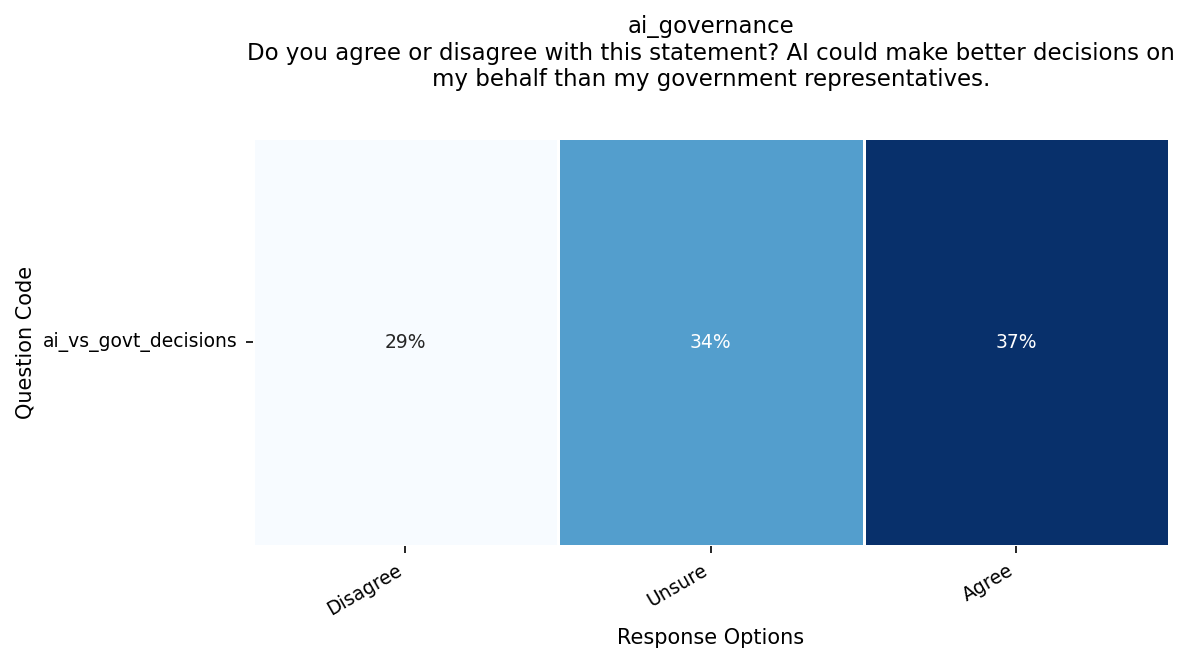 ai_governance
Do you agree or disagree with this statement? AI could make better decisions on
my behalf than my government representatives.
Question Code
ai_vs_govt_decisions
29%
34%
37%
Disagree
Unsure
Agree
Response Options